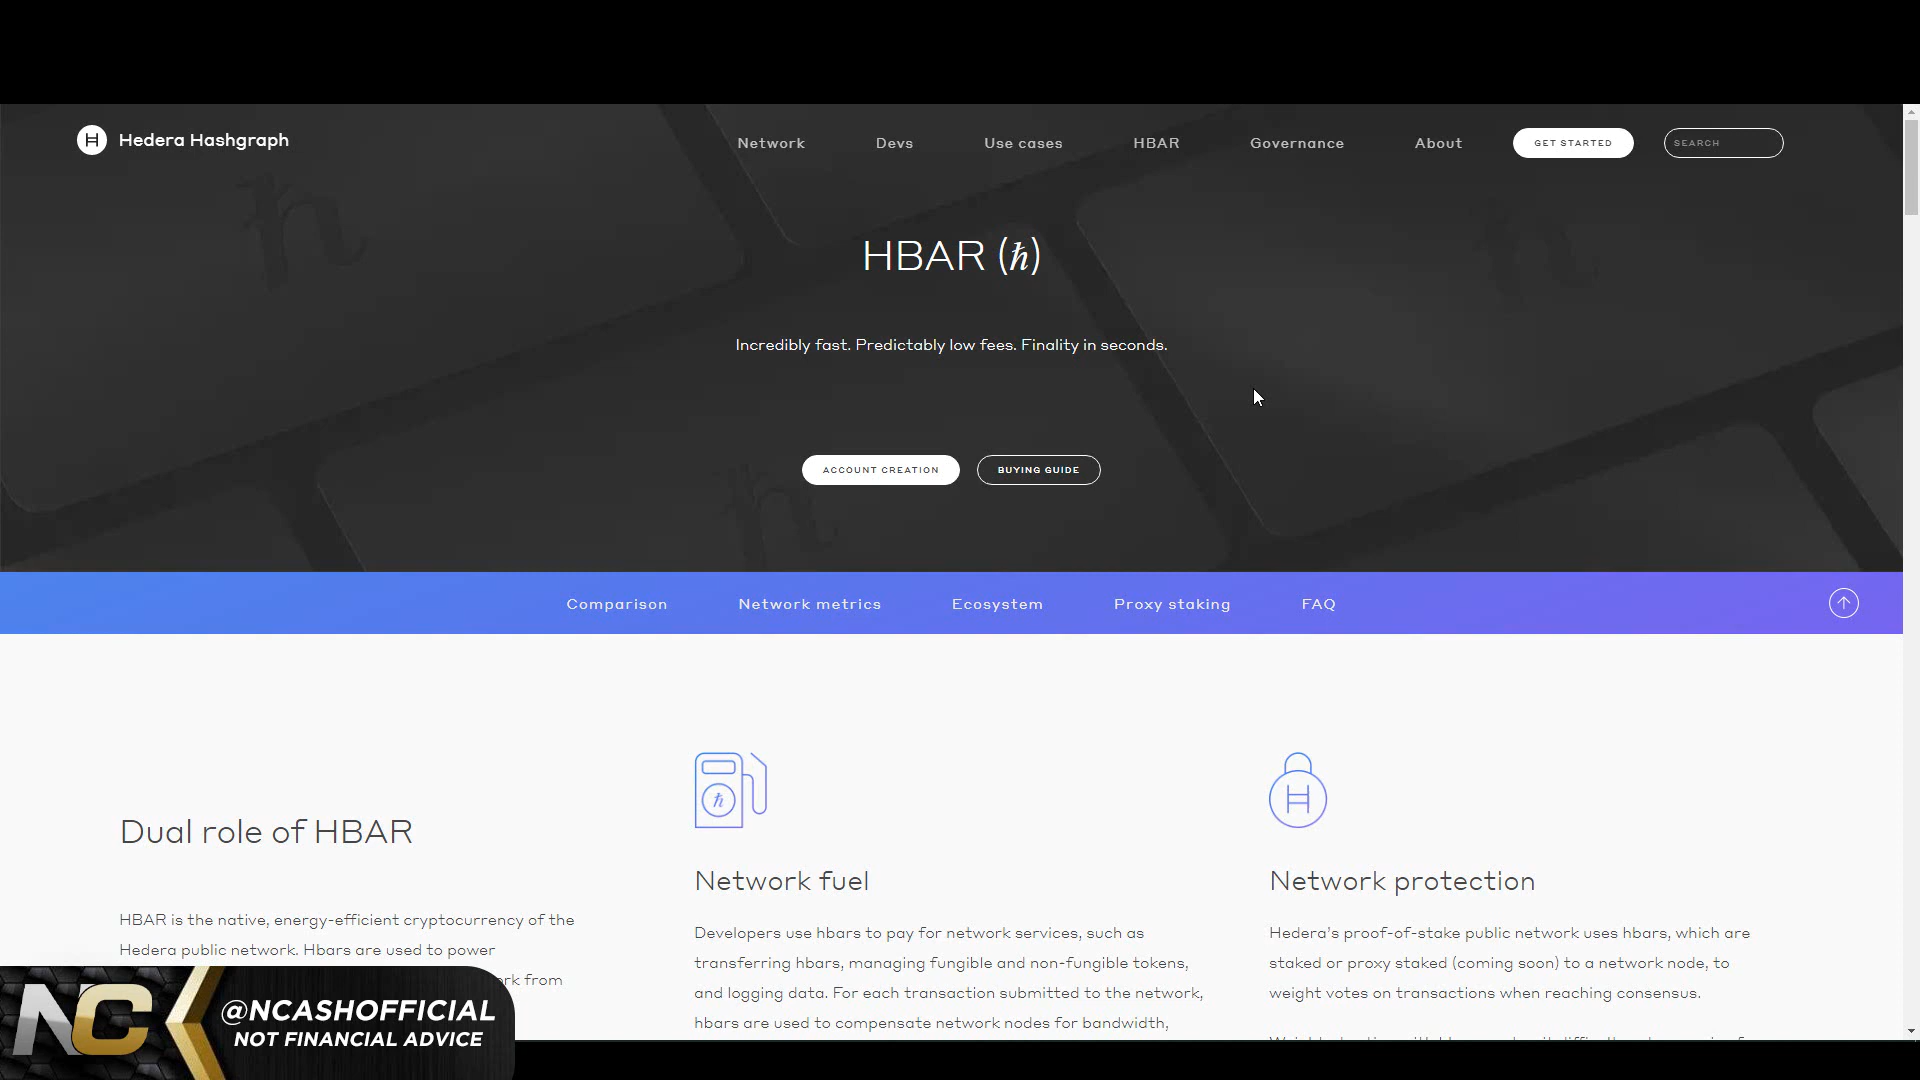 Hedera Hashgraph
Network Devs Use cases HBAR Governance About GET STARTED SEARCH
HBAR (ℏ)
Incredibly fast. Predictably low fees. Finality in seconds.
ACCOUNT CREATION BUYING GUIDE
Comparison Network metrics Ecosystem Proxy staking FAQ
Dual role of HBAR
HBAR is the native, energy-efficient cryptocurrency of the
Hedera public network. Hbars are used to power
from
Network fuel
Developers use hbars to pay for network services, such as
transferring hbars, managing fungible and non-fungible tokens,
and logging data. For each transaction submitted to the network,
hbars are used to compensate network nodes for bandwidth,
Network protection
Hedera’s proof-of-stake public network uses hbars, which are
staked or proxy staked (coming soon) to a network node, to
weight votes on transactions when reaching consensus.
NC
@NCASHOFFICIAL
NOT FINANCIAL ADVICE